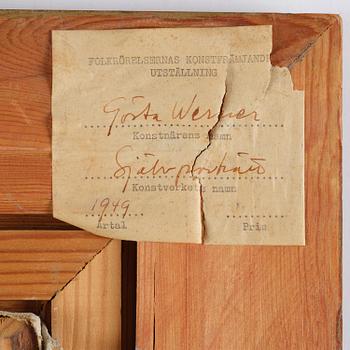 FOLKRÖRELSERNAS KONSTFRÄMJANDE
UTSTÄLLNING
Gösta Werner
Konstnärens namn
Självporträtt
Konstverkets namn
1949
Årtal Pris